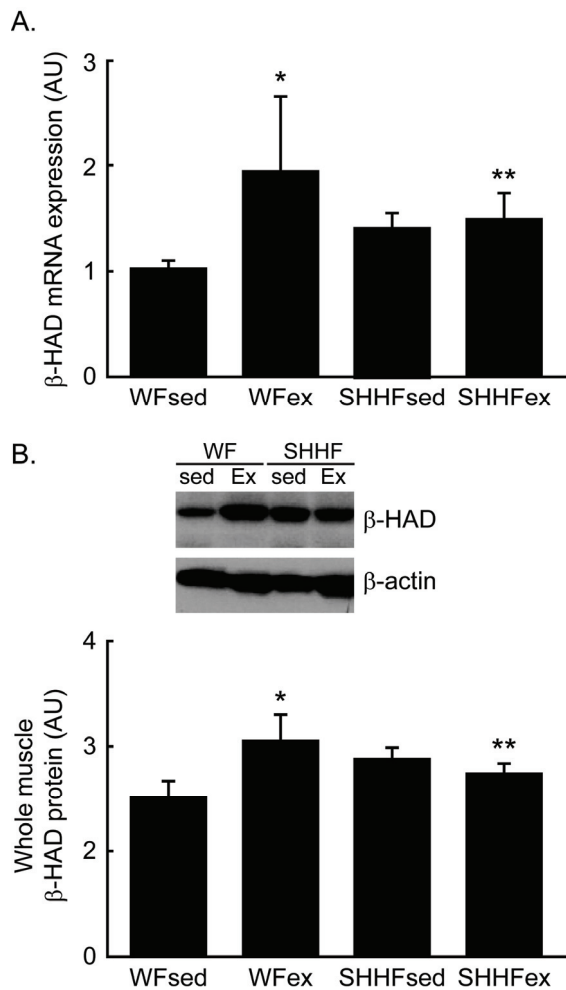 A.
β-HAD mRNA expression (AU)
3
2
1
0
*
**
WFsed WFex SHHFsed SHHFex
B.
WF SHHF
sed Ex sed Ex
β-HAD
β-actin
Whole muscle
β-HAD protein (AU)
4
3
2
0
*
**
WFsed WFex SHHFsed SHHFex